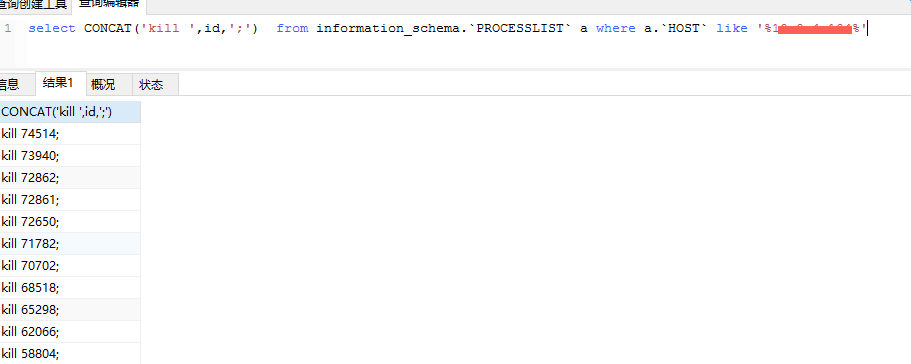 查询创建工具 查询编辑器
1 select CONCAT('kill ',id,';') from information_schema.`PROCESSLIST` a where a.`HOST` like '%1 %'
信息 结果1 概况 状态
CONCAT('kill ',id,';')
kill 74514;
kill 73940;
kill 72862;
kill 72861;
kill 72650;
kill 71782;
kill 70702;
kill 68518;
kill 65298;
kill 62066;
kill 58804;